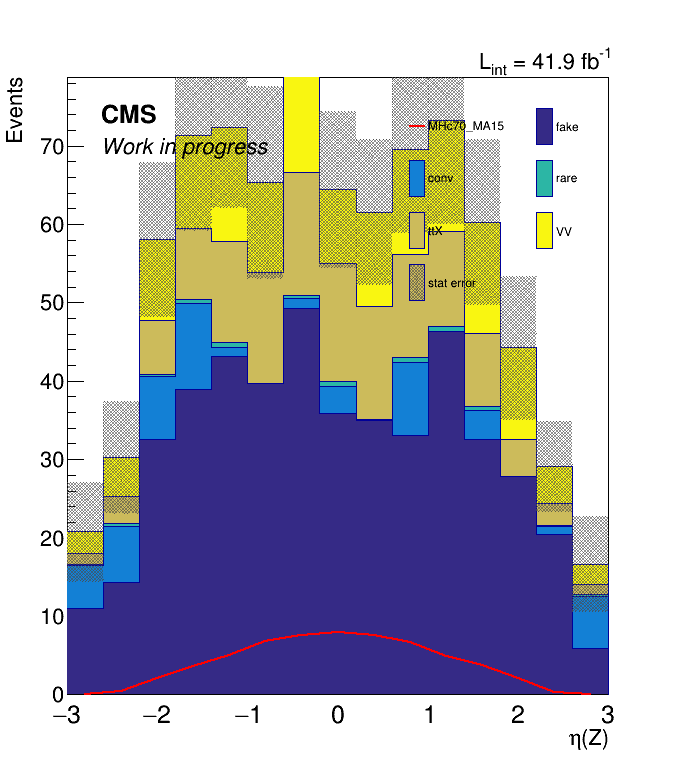 L_int = 41.9 fb^-1
Events
CMS
Work in progress
MHc70_MA15
fake
conv
rare
ttX
VV
stat error
70
60
50
40
30
20
10
0
−3 −2 −1 0 1 2 3
η(Z)